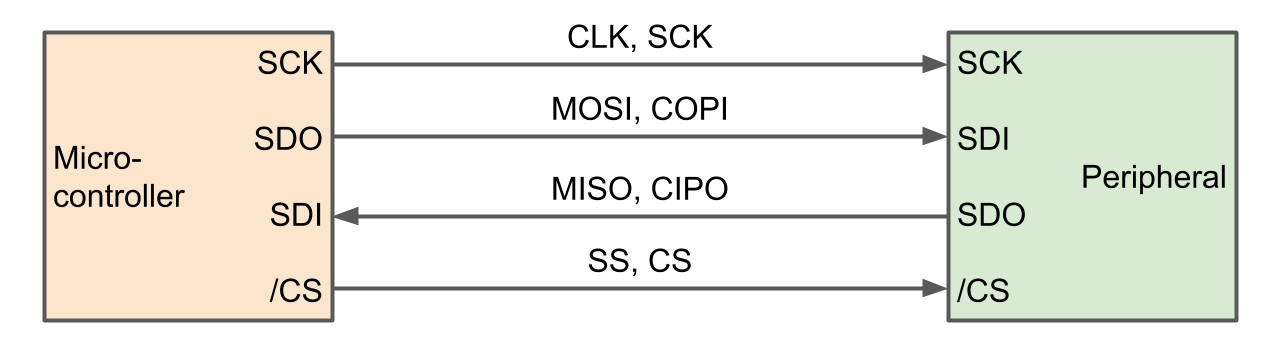 CLK, SCK
SCK
SCK
MOSI, COPI
SDO
SDI
Micro-
controller
MISO, CIPO
Peripheral
SDI
SDO
SS, CS
/CS
/CS